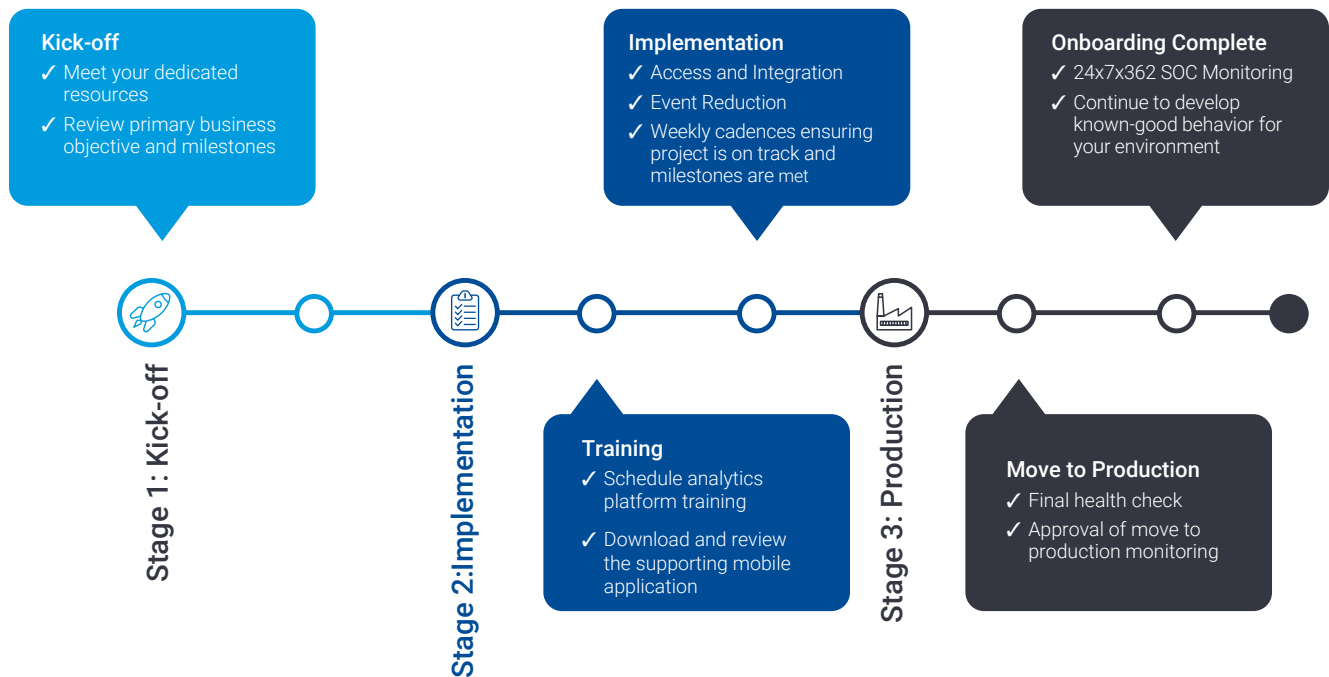 Kick-off
✓ Meet your dedicated
resources
✓ Review primary business
objective and milestones
Implementation
✓ Access and Integration
✓ Event Reduction
✓ Weekly cadences ensuring
project is on track and
milestones are met
Onboarding Complete
✓ 24x7x362 SOC Monitoring
✓ Continue to develop
known-good behavior for
your environment
Stage 1: Kick-off
Stage 2:Implementation
Training
✓ Schedule analytics
platform training
✓ Download and review
the supporting mobile
application
Stage 3: Production
Move to Production
✓ Final health check
✓ Approval of move to
production monitoring